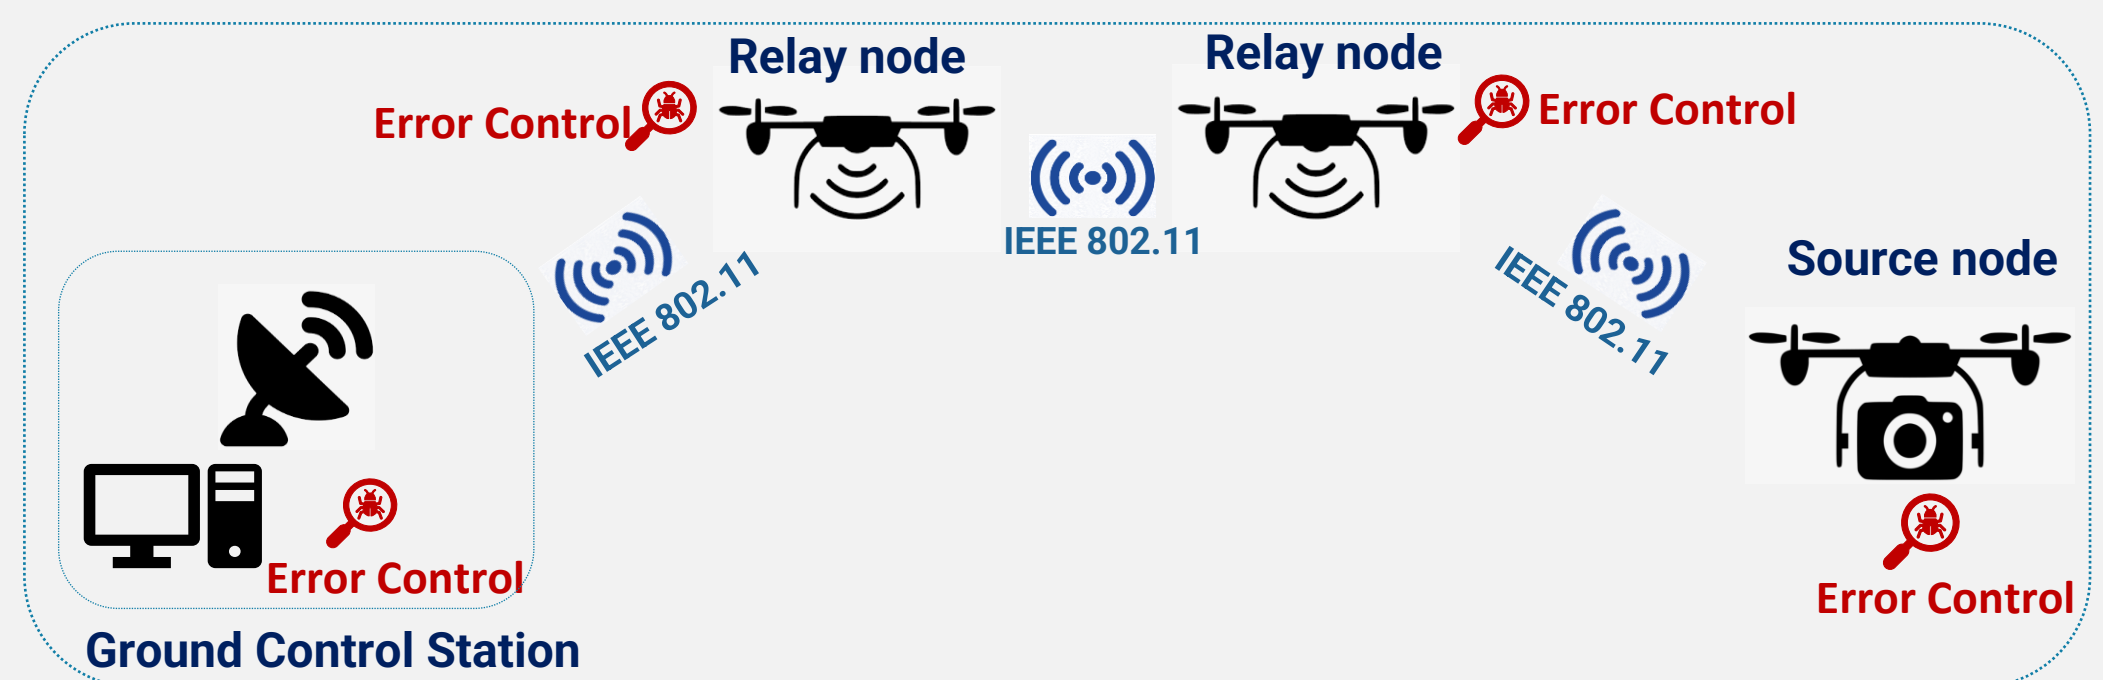 Relay node
Relay node
Error Control
Error Control
IEEE 802.11
IEEE 802.11
IEEE 802.11
Source node
Error Control
Error Control
Ground Control Station